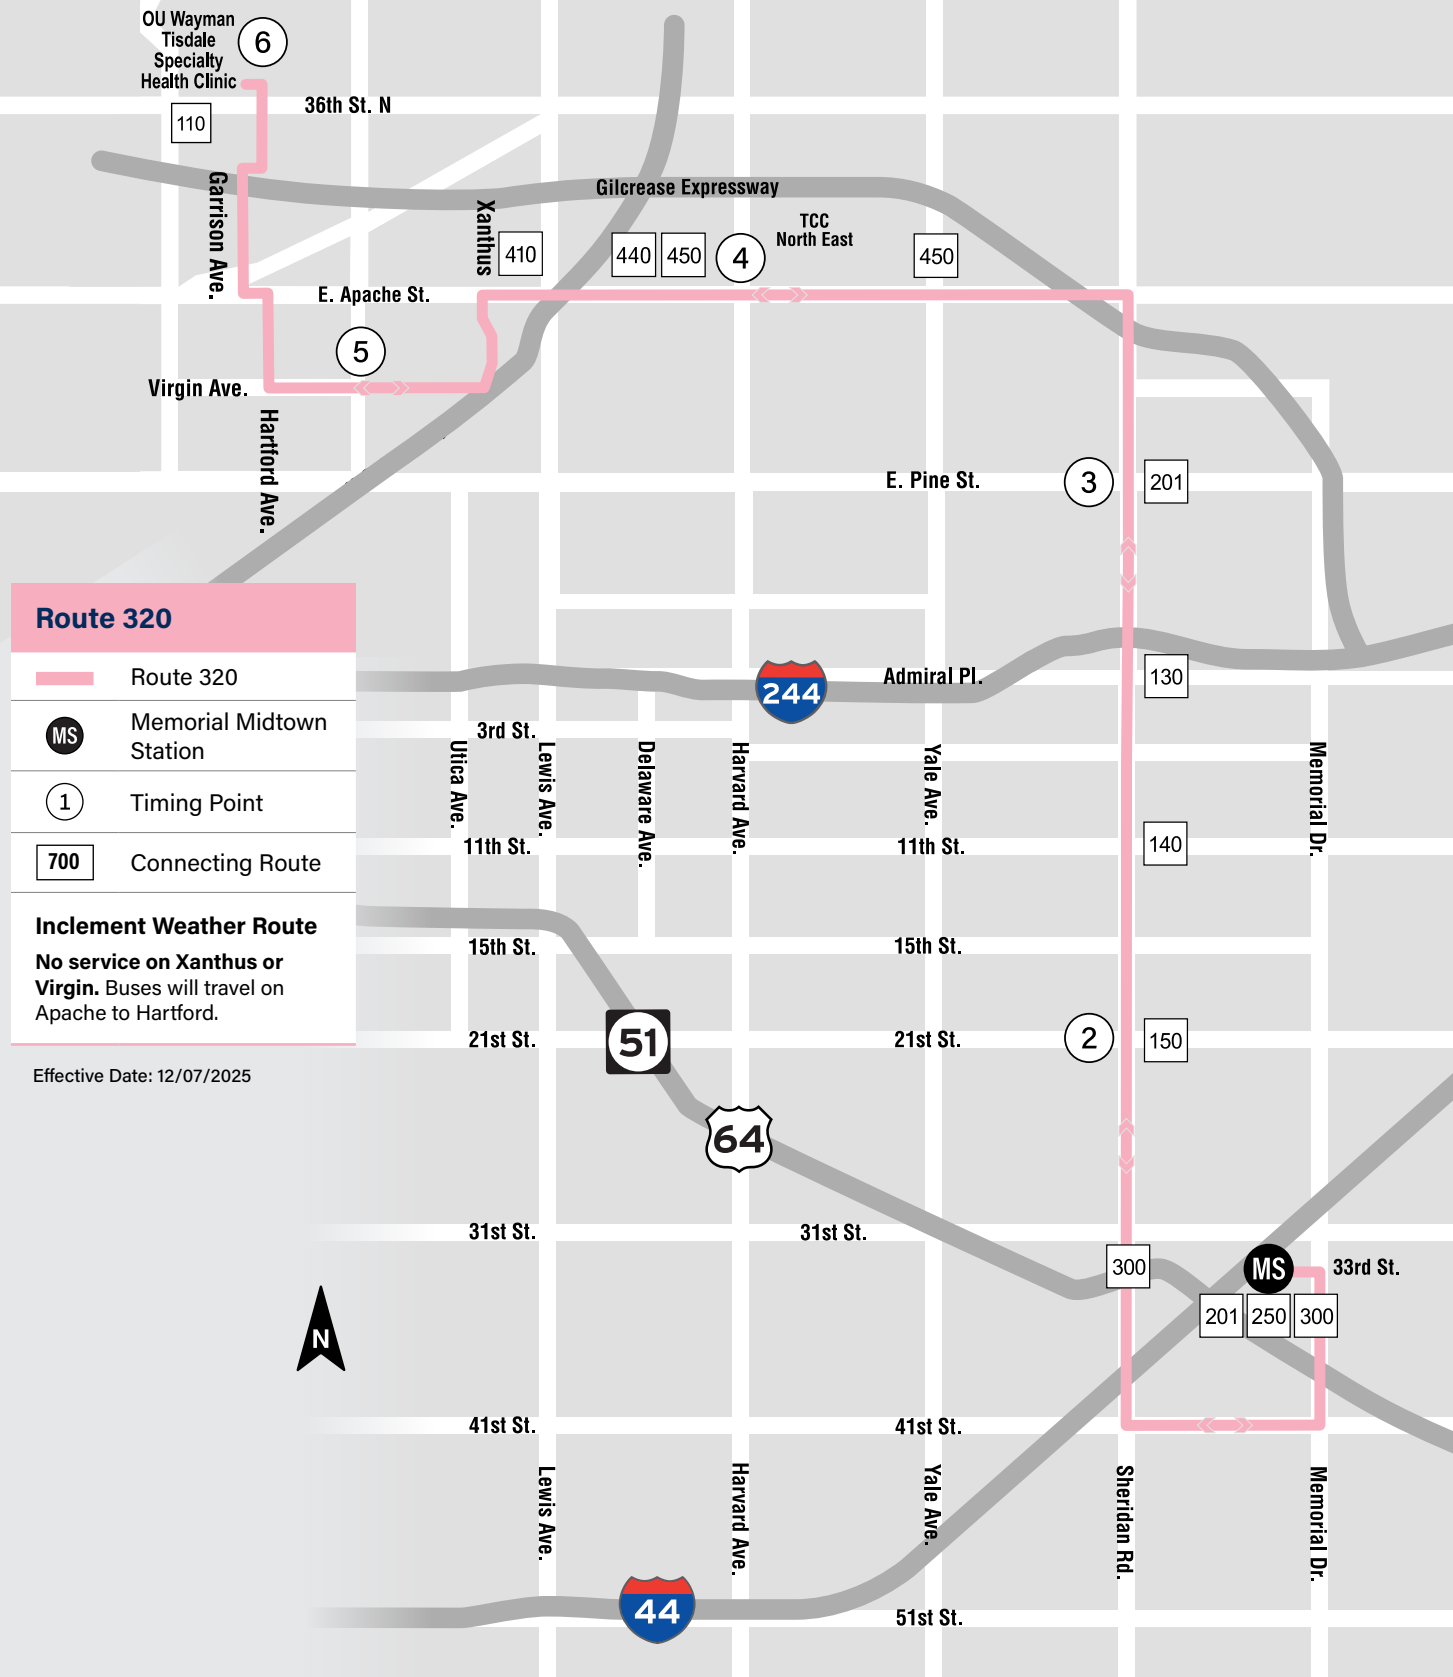 OU Wayman
Tisdale
Specialty
Health Clinic
6
36th St. N
110
Garrison Ave.
Gilcrease Expressway
Xanthus
410
440
450
4
TCC
North East
450
E. Apache St.
5
Virgin Ave.
Hartford Ave.
E. Pine St.
3
201
Route 320
Route 320
MS
Memorial Midtown
Station
1
Timing Point
700
Connecting Route
Inclement Weather Route
No service on Xanthus or
Virgin. Buses will travel on
Apache to Hartford.
Effective Date: 12/07/2025
244
Admiral Pl.
130
3rd St.
Utica Ave.
Lewis Ave.
Delaware Ave.
Harvard Ave.
Yale Ave.
Memorial Dr.
11th St.
11th St.
140
15th St.
15th St.
21st St.
51
21st St.
2
150
64
31st St.
31st St.
300
MS
33rd St.
201
250
300
N
41st St.
41st St.
Lewis Ave.
Harvard Ave.
Yale Ave.
Sheridan Rd.
Memorial Dr.
44
51st St.